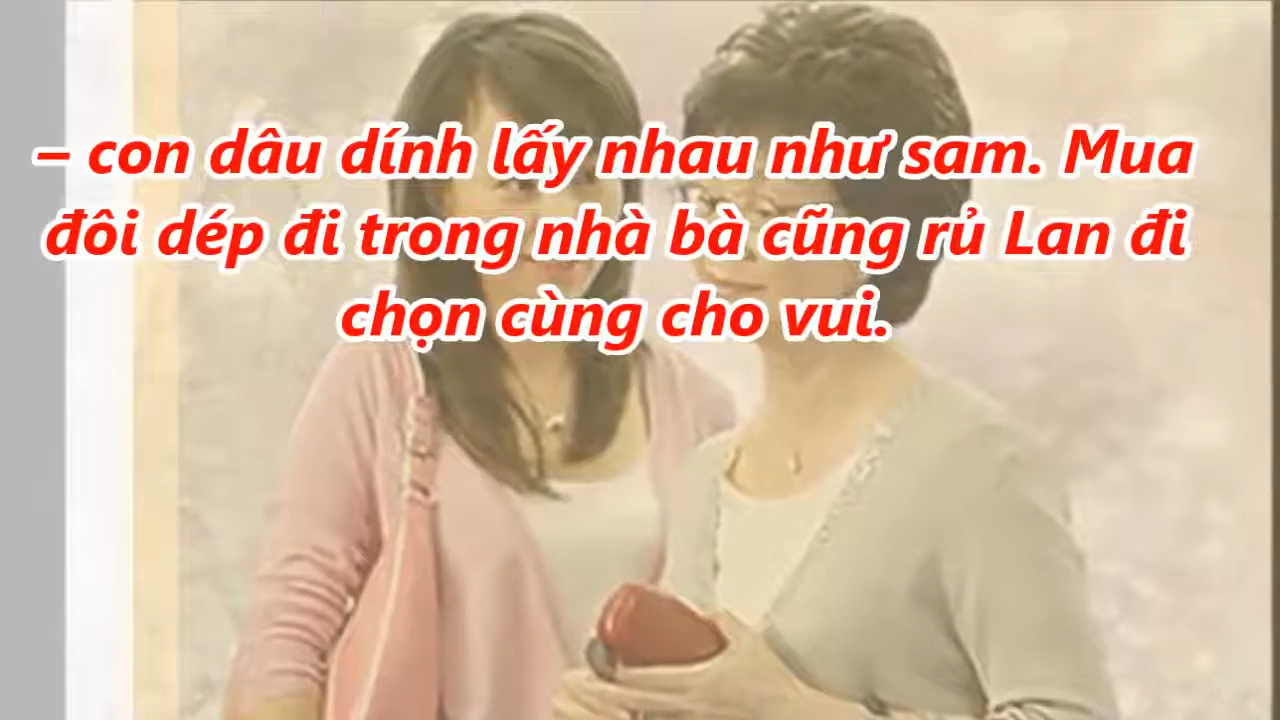 – con dâu dính lấy nhau như sam. Mua
đôi dép đi trong nhà bà cũng rủ Lan đi
chọn cùng cho vui.